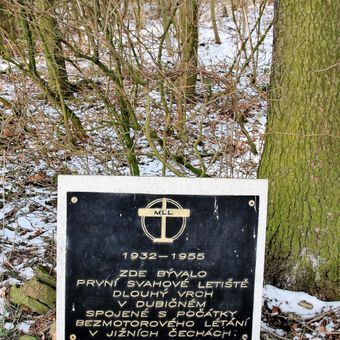 MLL
1932-1955
ZDE BÝVALO
PRVNÍ SVAHOVÉ LETIŠTĚ
DLOUHÝ VRCH
V DUBIČNÉM
SPOJENÉ S POČÁTKY
BEZMOTOROVÉHO LÉTÁNÍ
V JIŽNÍCH ČECHÁCH.